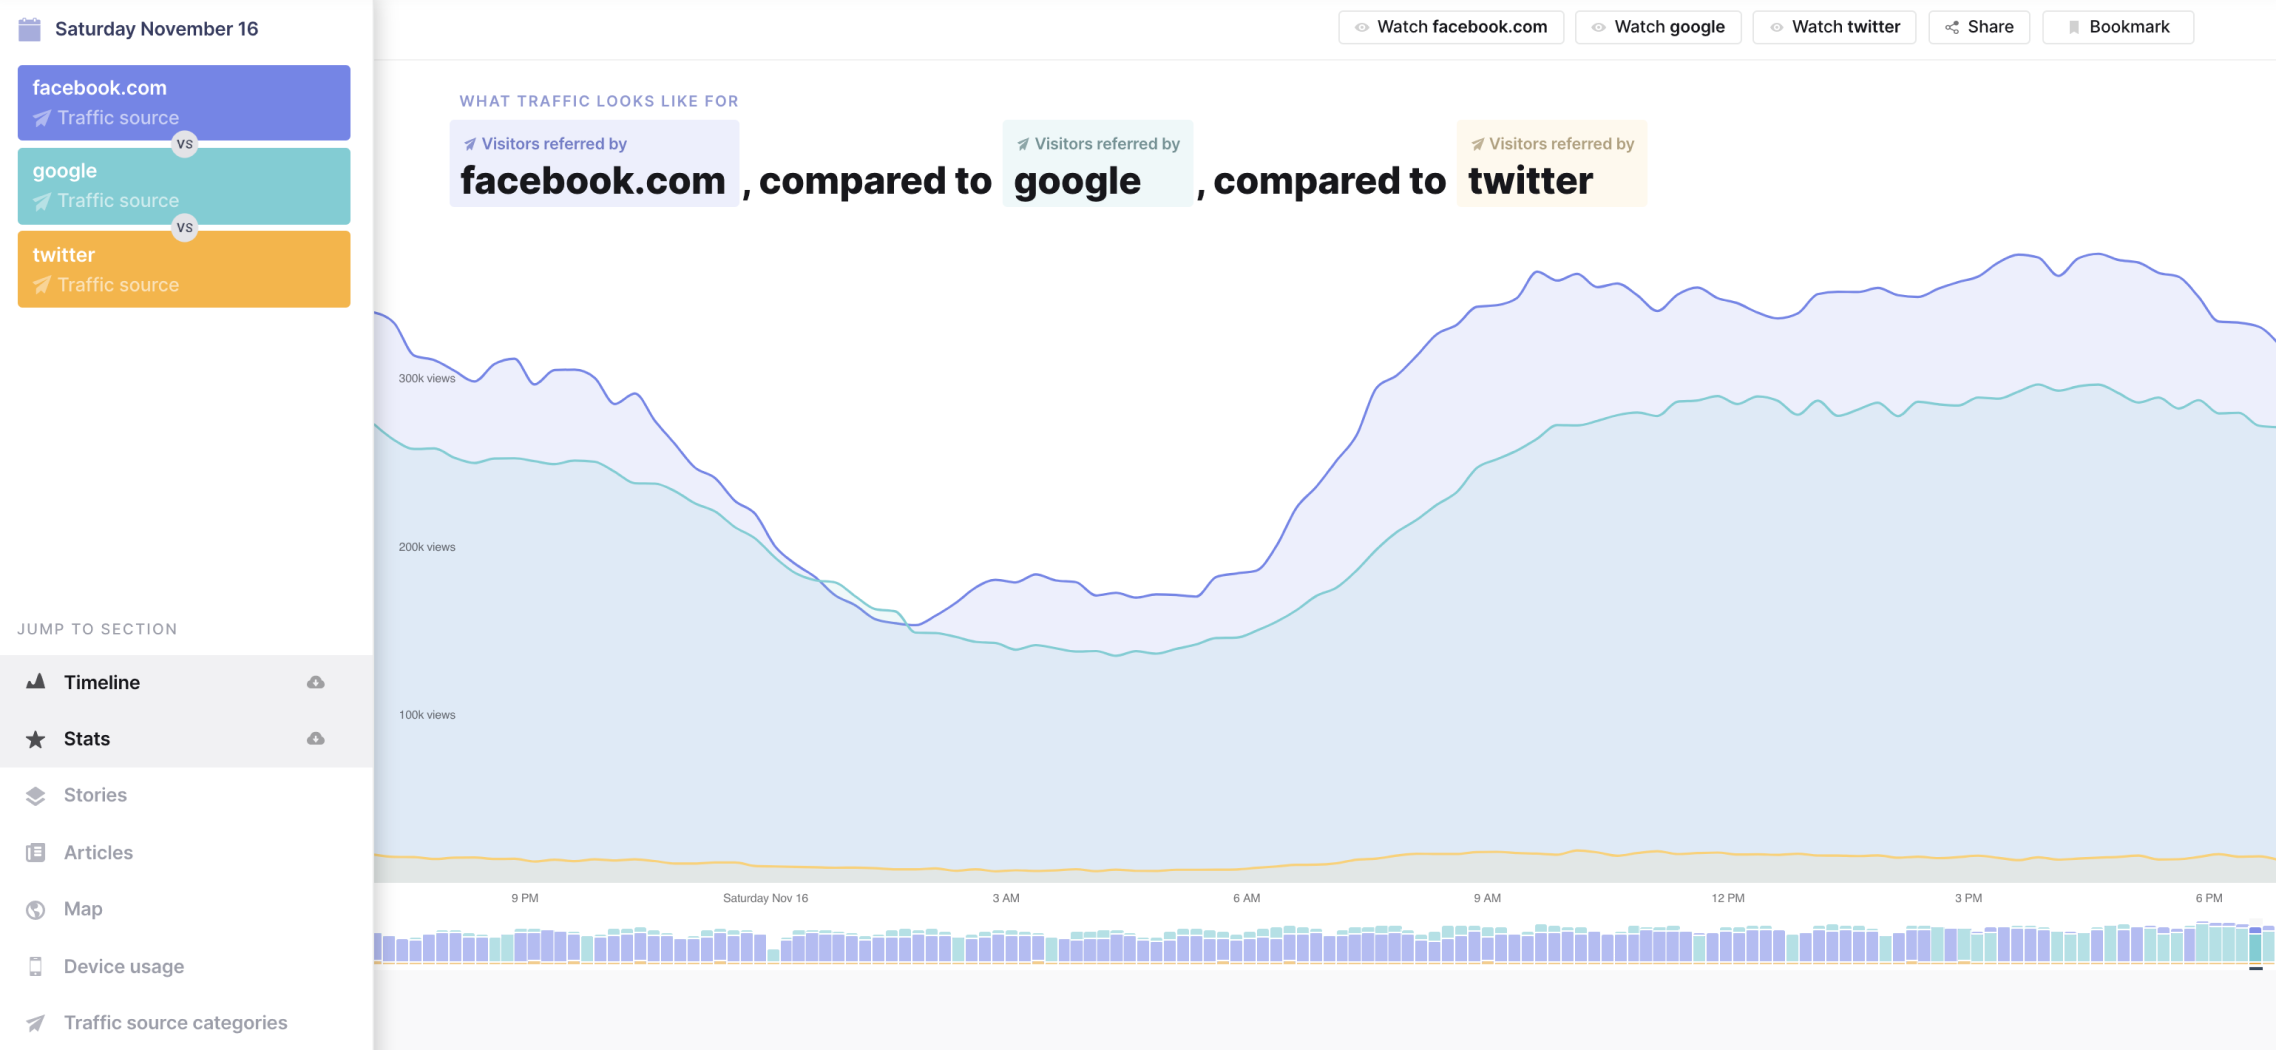 Saturday November 16
facebook.com
Traffic source
VS
google
Traffic source
VS
twitter
Traffic source
JUMP TO SECTION
Timeline
Stats
Stories
Articles
Map
Device usage
Traffic source categories
Watch facebook.com
Watch google
Watch twitter
Share
Bookmark
WHAT TRAFFIC LOOKS LIKE FOR
Visitors referred by
Visitors referred by
Visitors referred by
facebook.com , compared to google , compared to twitter
300k views
200k views
100k views
9 PM
Saturday Nov 16
3 AM
6 AM
9 AM
12 PM
3 PM
6 PM